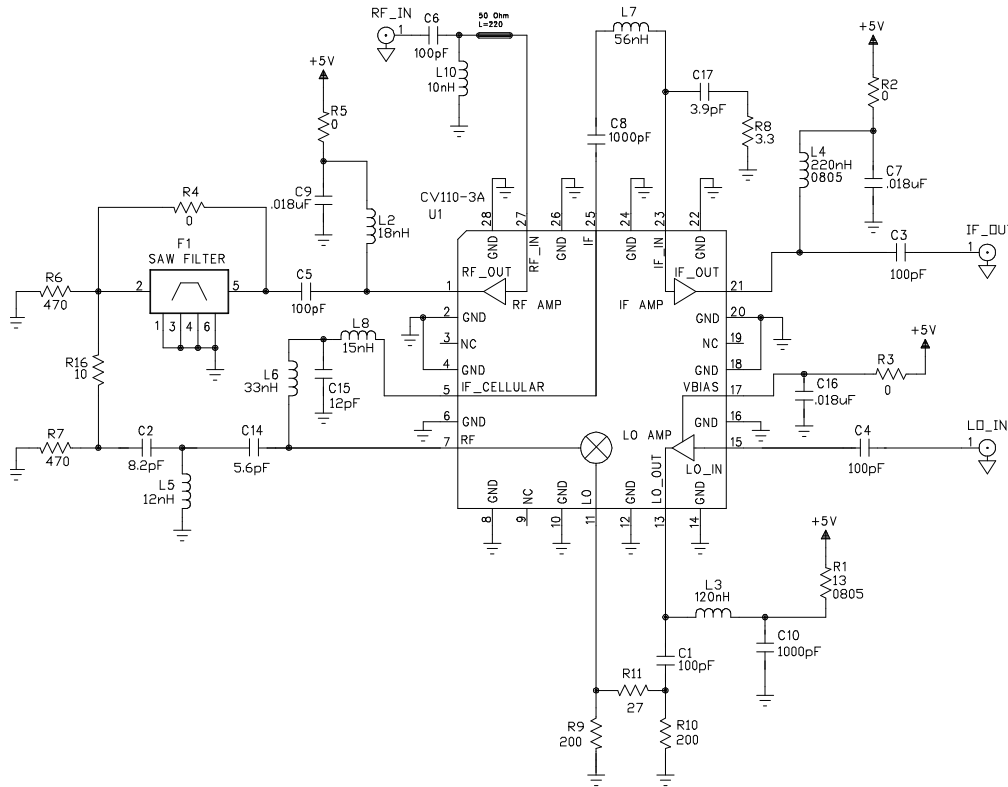 RF_IN
1
C6
100pF
50 Ohm
L=220
L10
10nH
L7
56nH
C17
3.9pF
R8
3.3
C8
1000pF
+5V
R2
0
L4
220nH
0805
C7
.018uF
C3
100pF
IF_OU
1
+5V
R5
0
C9
.018uF
L2
18nH
R4
0
F1
SAW FILTER
2
5
1
3
4
6
R6
470
R16
10
R7
470
C5
100pF
L8
15nH
L6
33nH
C15
12pF
C2
8.2pF
L5
12nH
C14
5.6pF
CV110-3A
U1
28
27
26
25
24
23
22
GND
RF_IN
GND
IF
GND
IF_IN
GND
RF_OUT
RF AMP
IF_OUT
IF AMP
1
2
GND
3
NC
4
GND
5
IF_CELLULAR
6
GND
7
RF
21
GND
20
NC
19
GND
18
VBIAS
17
GND
16
15
LO AMP
LO_IN
LO_OUT
GND
NC
GND
LO
GND
GND
8
9
10
11
12
13
14
+5V
R3
0
C16
.018uF
C4
100pF
LO_IN
1
+5V
R1
13
0805
L3
120nH
C10
1000pF
C1
100pF
R11
27
R9
200
R10
200